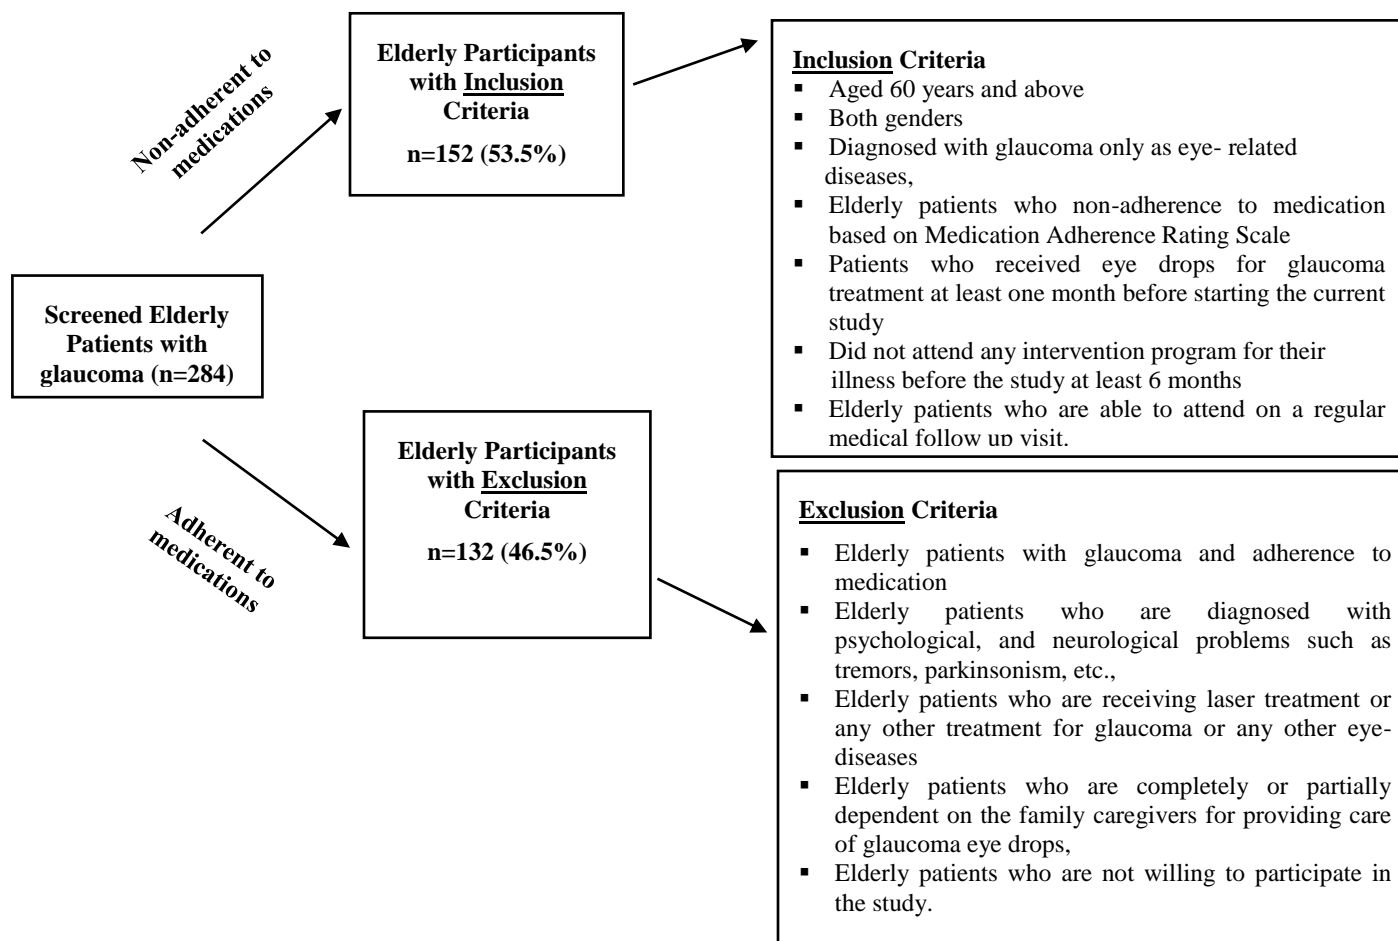 Screened Elderly
Patients with
glaucoma (n=284)
Non-adherent to
medications
Elderly Participants
with Inclusion
Criteria
n=152 (53.5%)
Inclusion Criteria
▪ Aged 60 years and above
▪ Both genders
▪ Diagnosed with glaucoma only as eye- related
diseases,
▪ Elderly patients who non-adherence to medication
based on Medication Adherence Rating Scale
▪ Patients who received eye drops for glaucoma
treatment at least one month before starting the current
study
▪ Did not attend any intervention program for their
illness before the study at least 6 months
▪ Elderly patients who are able to attend on a regular
medical follow up visit.
Adherent to
medications
Elderly Participants
with Exclusion
Criteria
n=132 (46.5%)
Exclusion Criteria
▪ Elderly patients with glaucoma and adherence to
medication
▪ Elderly patients who are diagnosed with
psychological, and neurological problems such as
tremors, parkinsonism, etc.,
▪ Elderly patients who are receiving laser treatment or
any other treatment for glaucoma or any other eye-
diseases
▪ Elderly patients who are completely or partially
dependent on the family caregivers for providing care
of glaucoma eye drops,
▪ Elderly patients who are not willing to participate in
the study.